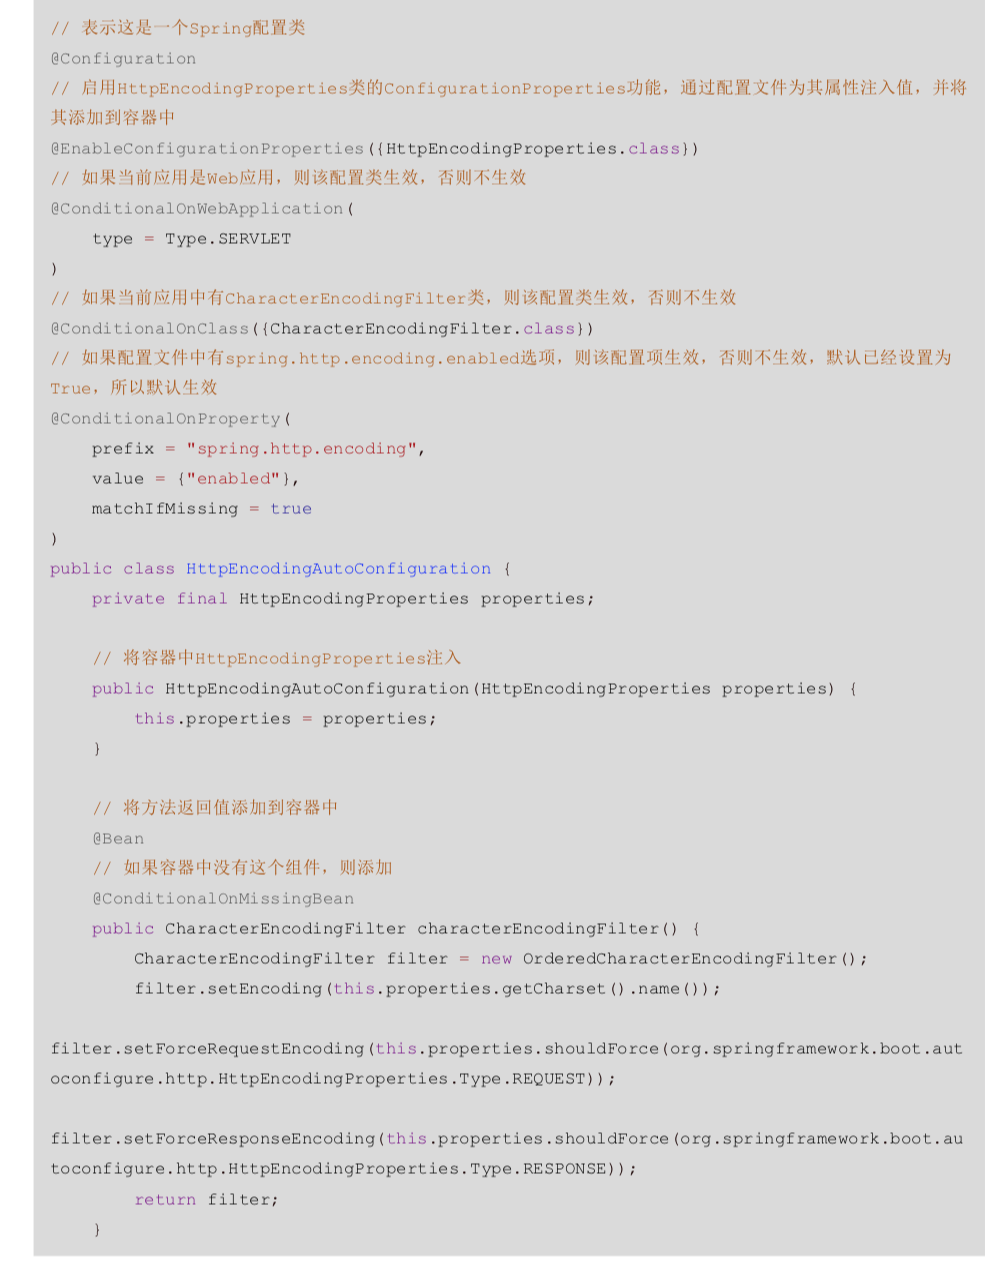 // 表示这是一个Spring配置类
@Configuration
// 启用HttpEncodingProperties类的ConfigurationProperties功能，通过配置文件为其属性注入值，并将
其添加到容器中
@EnableConfigurationProperties({HttpEncodingProperties.class})
// 如果当前应用是Web应用，则该配置类生效，否则不生效
@ConditionalOnWebApplication(
    type = Type.SERVLET
)
// 如果当前应用中有CharacterEncodingFilter类，则该配置类生效，否则不生效
@ConditionalOnClass({CharacterEncodingFilter.class})
// 如果配置文件中有spring.http.encoding.enabled选项，则该配置项生效，否则不生效，默认已经设置为
True，所以默认生效
@ConditionalOnProperty(
    prefix = "spring.http.encoding",
    value = {"enabled"},
    matchIfMissing = true
)
public class HttpEncodingAutoConfiguration {
    private final HttpEncodingProperties properties;
    // 将容器中HttpEncodingProperties注入
    public HttpEncodingAutoConfiguration(HttpEncodingProperties properties) {
        this.properties = properties;
    }
    // 将方法返回值添加到容器中
    @Bean
    // 如果容器中没有这个组件，则添加
    @ConditionalOnMissingBean
    public CharacterEncodingFilter characterEncodingFilter() {
        CharacterEncodingFilter filter = new OrderedCharacterEncodingFilter();
        filter.setEncoding(this.properties.getCharset().name());
filter.setForceRequestEncoding(this.properties.shouldForce(org.springframework.boot.aut
oconfigure.http.HttpEncodingProperties.Type.REQUEST));
filter.setForceResponseEncoding(this.properties.shouldForce(org.springframework.boot.au
toconfigure.http.HttpEncodingProperties.Type.RESPONSE));
        return filter;
    }